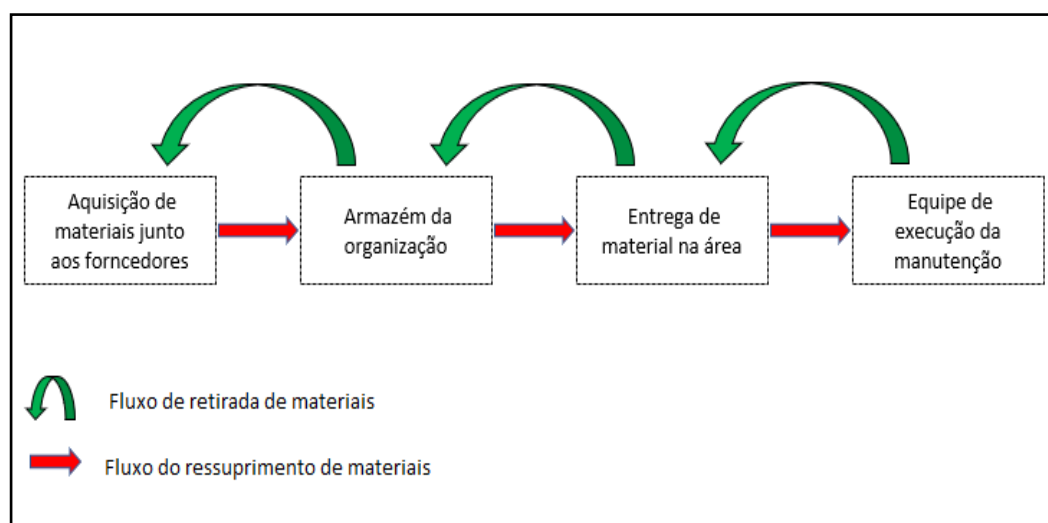 Aquisição de
materiais junto
aos forncedores
Armazém da
organização
Entrega de
material na área
Equipe de
execução da
manutenção
Fluxo de retirada de materiais
Fluxo do ressuprimento de materiais